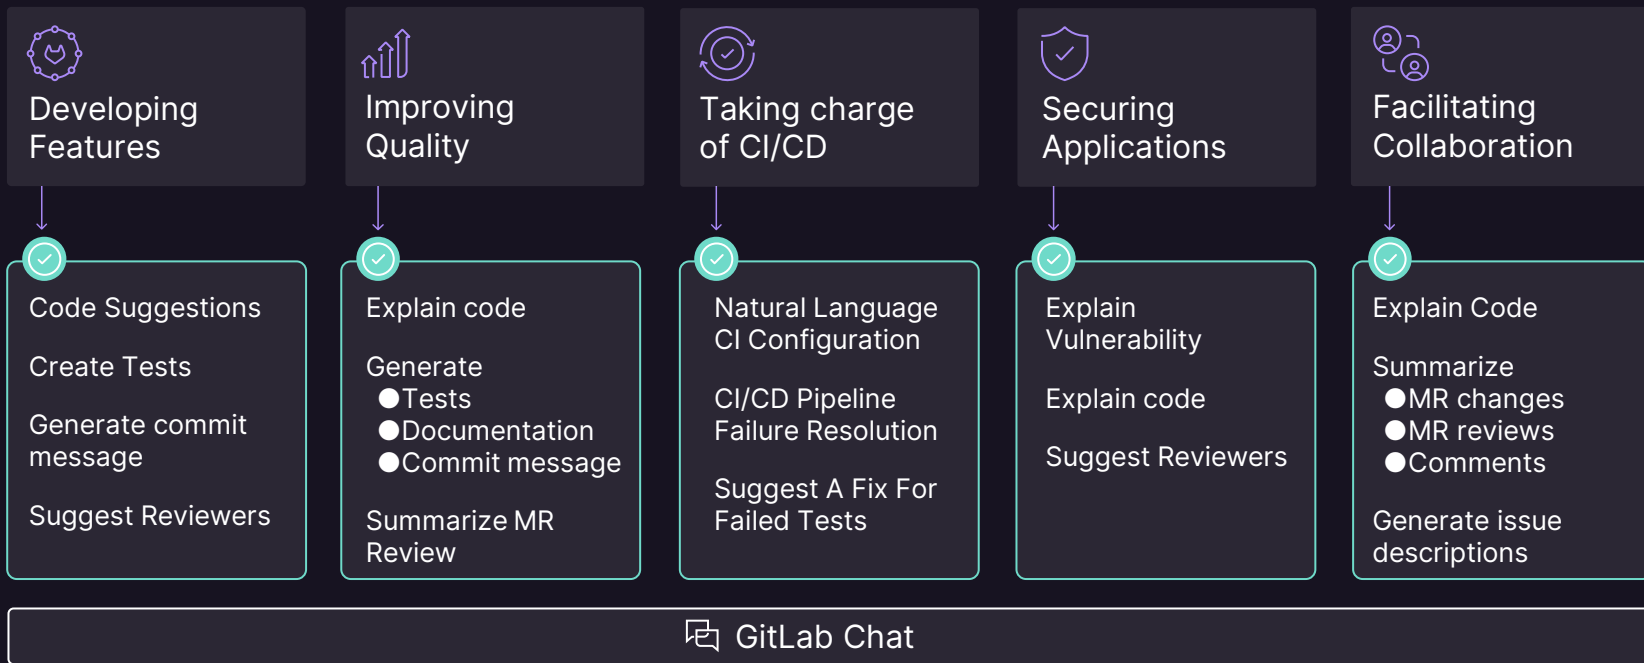 Developing
Features
Improving
Quality
Taking charge
of CI/CD
Securing
Applications
Facilitating
Collaboration
Code Suggestions
Create Tests
Generate commit
message
Suggest Reviewers
Explain code
Generate
●Tests
●Documentation
●Commit message
Summarize MR
Review
Natural Language
CI Configuration
CI/CD Pipeline
Failure Resolution
Suggest A Fix For
Failed Tests
Explain
Vulnerability
Explain code
Suggest Reviewers
Explain Code
Summarize
●MR changes
●MR reviews
●Comments
Generate issue
descriptions
GitLab Chat